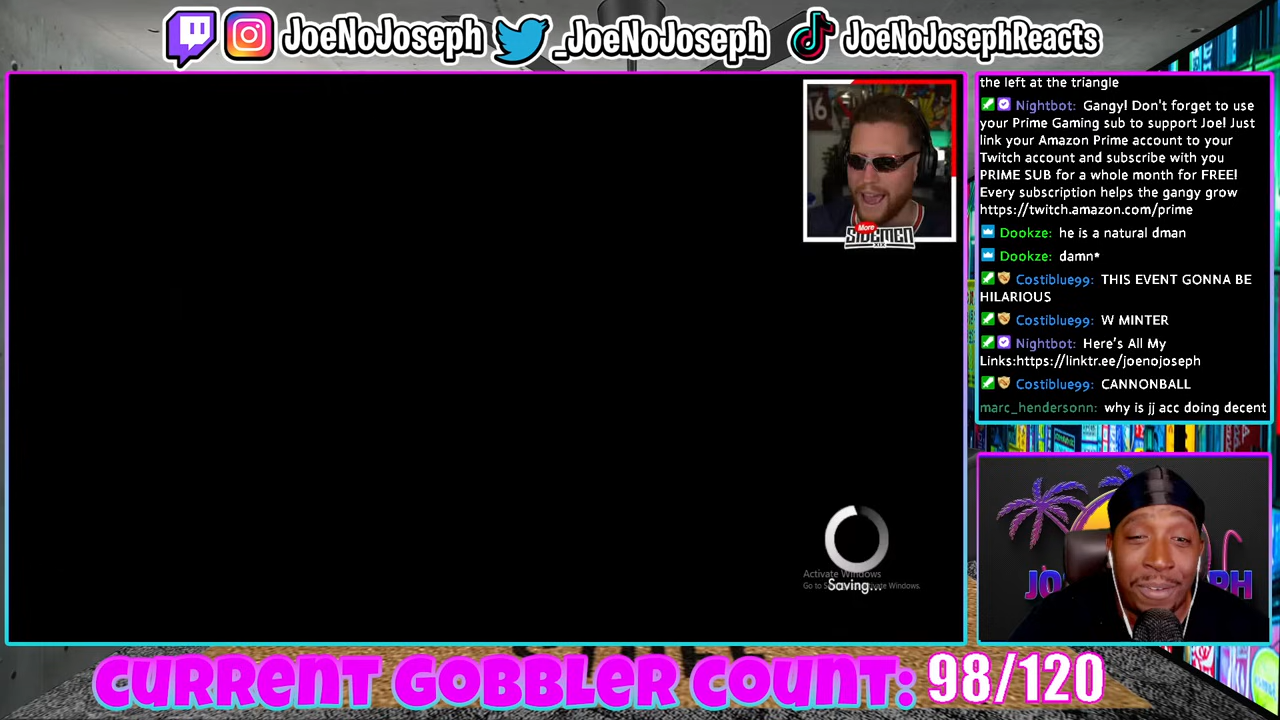 JoeNoJoseph _JoeNoJoseph JoeNoJosephReacts
16
More
SIDEMEN
XIX
Activate Windows
Saving...
the left at the triangle
Nightbot: Gangy! Don't forget to use
your Prime Gaming sub to support Joe! Just
link your Amazon Prime account to your
Twitch account and subscribe with you
PRIME SUB for a whole month for FREE!
Every subscription helps the gangy grow
https://twitch.amazon.com/prime
Dookze: he is a natural dman
Dookze: damn*
Costiblue99: THIS EVENT GONNA BE
HILARIOUS
Costiblue99: W MINTER
Nightbot: Here's All My
Links:https://linktr.ee/joenojoseph
Costiblue99: CANNONBALL
marc_hendersonn: why is jj acc doing decent
CURRENT GOBBLER COUNT: 98/120